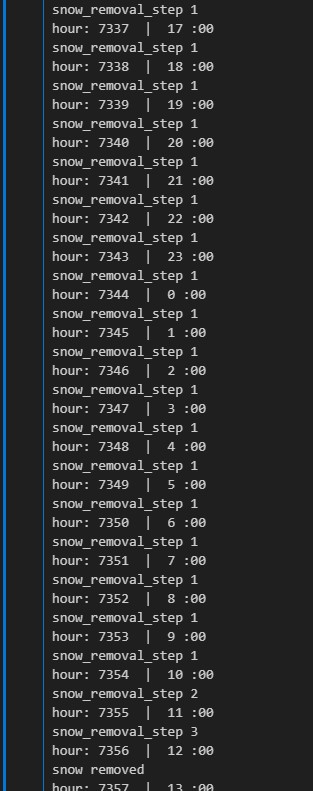 snow_removal_step 1
hour: 7337  |  17 :00
snow_removal_step 1
hour: 7338  |  18 :00
snow_removal_step 1
hour: 7339  |  19 :00
snow_removal_step 1
hour: 7340  |  20 :00
snow_removal_step 1
hour: 7341  |  21 :00
snow_removal_step 1
hour: 7342  |  22 :00
snow_removal_step 1
hour: 7343  |  23 :00
snow_removal_step 1
hour: 7344  |  0 :00
snow_removal_step 1
hour: 7345  |  1 :00
snow_removal_step 1
hour: 7346  |  2 :00
snow_removal_step 1
hour: 7347  |  3 :00
snow_removal_step 1
hour: 7348  |  4 :00
snow_removal_step 1
hour: 7349  |  5 :00
snow_removal_step 1
hour: 7350  |  6 :00
snow_removal_step 1
hour: 7351  |  7 :00
snow_removal_step 1
hour: 7352  |  8 :00
snow_removal_step 1
hour: 7353  |  9 :00
snow_removal_step 1
hour: 7354  |  10 :00
snow_removal_step 2
hour: 7355  |  11 :00
snow_removal_step 3
hour: 7356  |  12 :00
snow removed
hour: 7357  |  13 :00